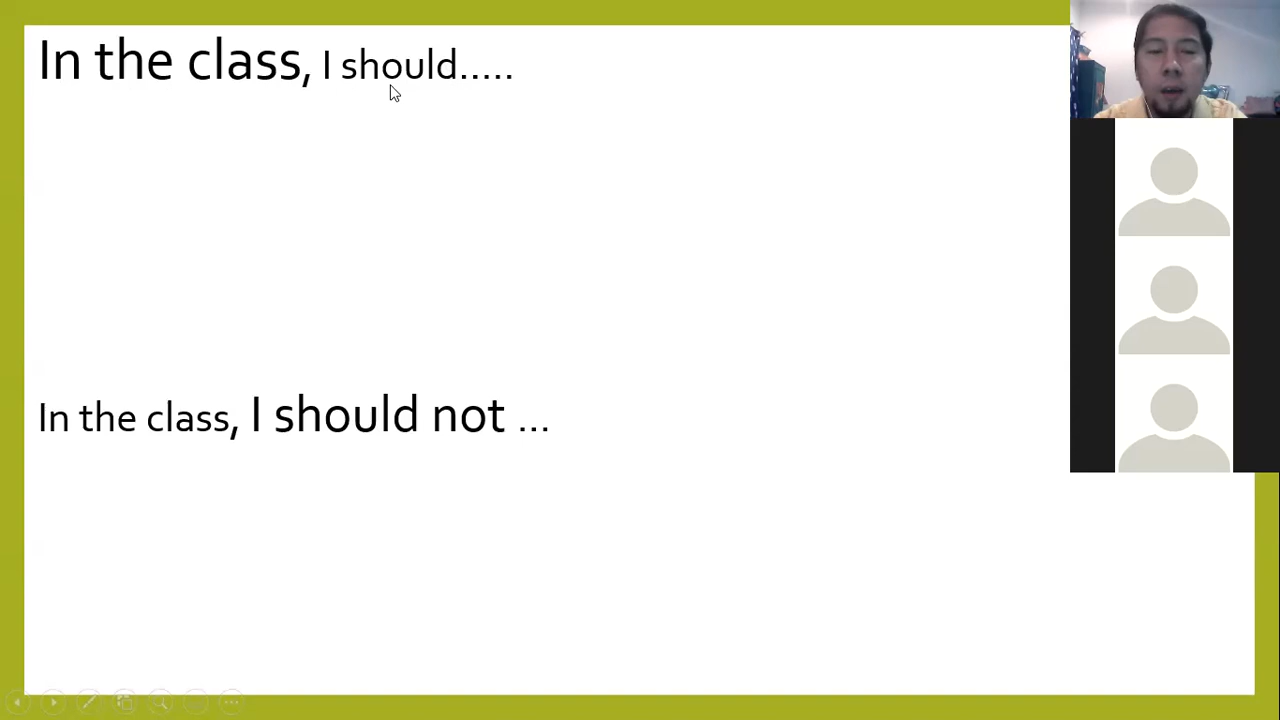 In the class, I should.....
In the class, I should not ...